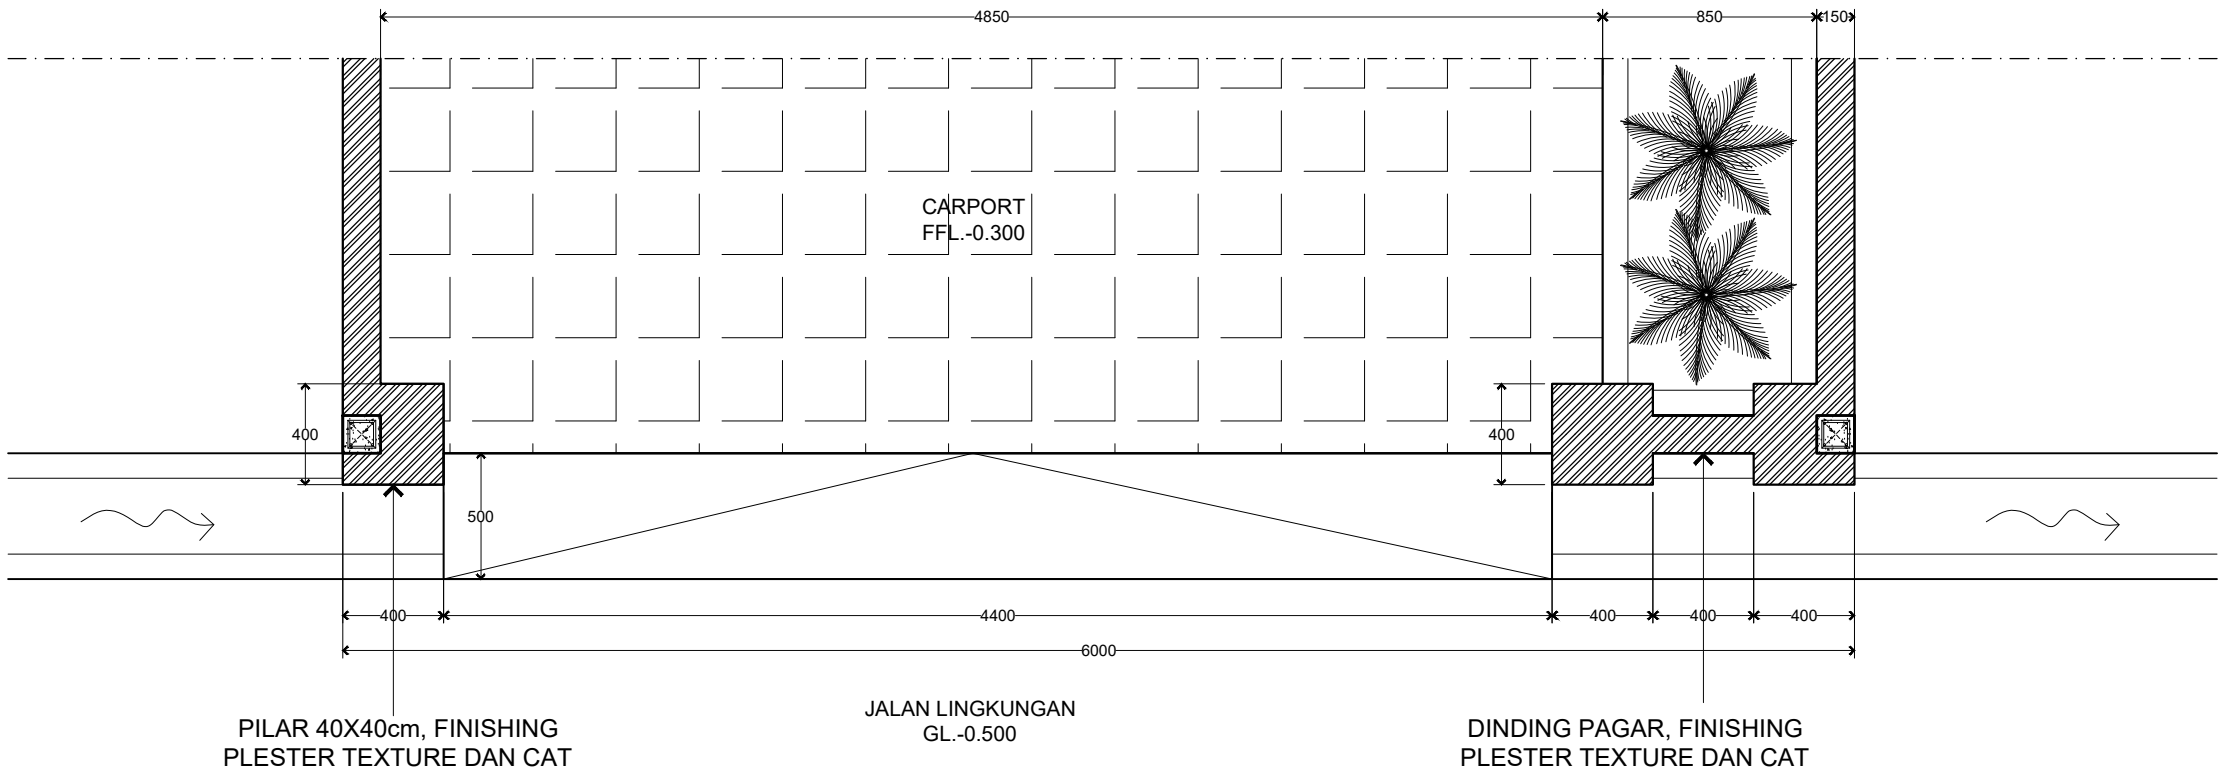 4850
850
150
CARPORT
FFL.-0.300
400
400
500
400
4400
400
400
400
6000
JALAN LINGKUNGAN
GL.-0.500
PILAR 40X40cm, FINISHING
PLESTER TEXTURE DAN CAT
DINDING PAGAR, FINISHING
PLESTER TEXTURE DAN CAT